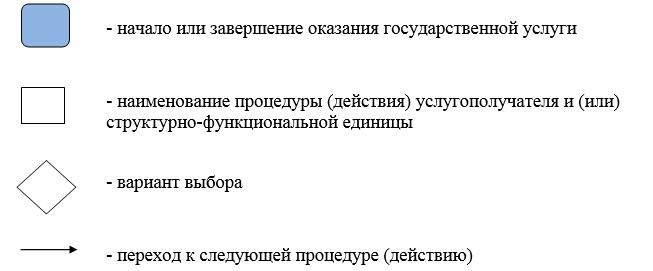 - начало или завершение оказания государственной услуги
- наименование процедуры (действия) услугополучателя и (или)
структурно-функциональной единицы
- вариант выбора
- переход к следующей процедуре (действию)